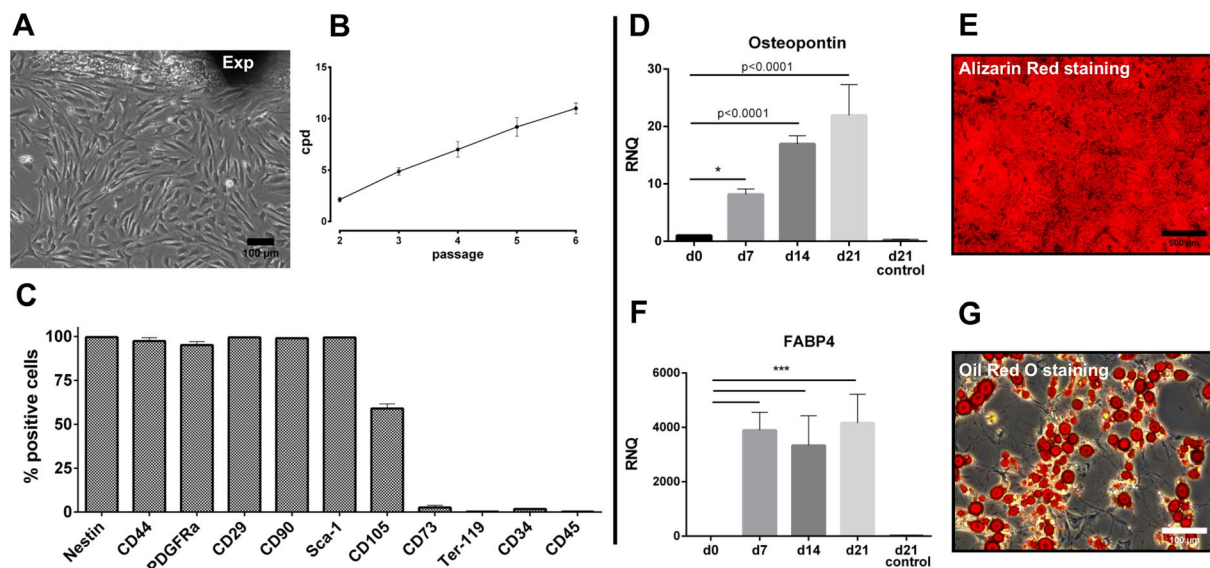 A
Exp
100 µm
B
15
10
5
0
cpd
2 3 4 5 6
passage
C
100
75
50
25
0
% positive cells
Nestin
CD44
PDGFRa
CD29
CD90
Sca-1
CD105
CD73
Ter-119
CD34
CD45
D
Osteopontin
p<0.0001
p<0.0001
*
30
20
10
0
RNQ
d0 d7 d14 d21 d21
control
E
Alizarin Red staining
500 µm
F
FABP4
***
6000
4000
2000
0
RNQ
d0 d7 d14 d21 d21
control
G
Oil Red O staining
100 µm